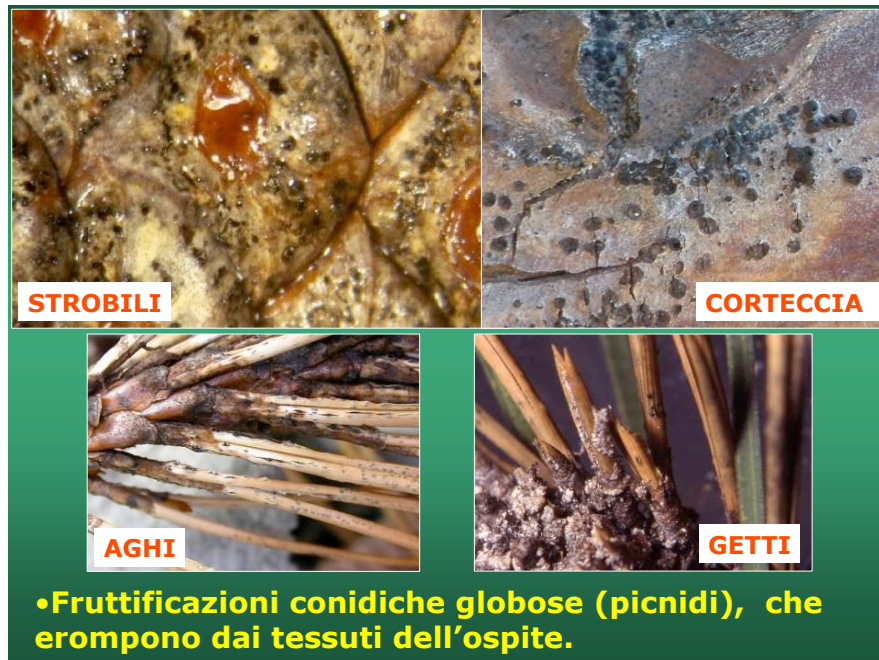 STROBILI
CORTECCIA
AGHI
GETTI
•Fruttificazioni conidiche globose (picnidi), che
erompono dai tessuti dell’ospite.